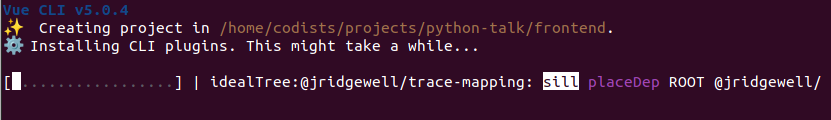 Vue CLI v5.0.4
✨ Creating project in /home/codists/projects/python-talk/frontend.
⚙️ Installing CLI plugins. This might take a while...
[ .................] | idealTree:@jridgewell/trace-mapping: sill placeDep ROOT @jridgewell/